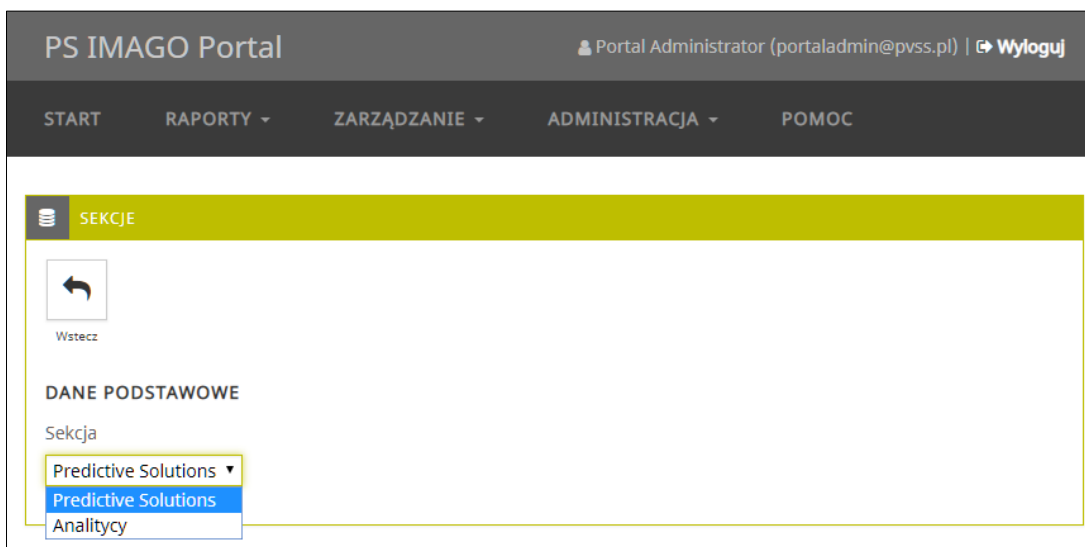 PS IMAGO Portal
Portal Administrator (portaladmin@pvss.pl) | Wyloguj
START RAPORTY ZARZĄDZANIE ADMINISTRACJA POMOC
SEKCJE
Wstecz
DANE PODSTAWOWE
Sekcja
Predictive Solutions
Predictive Solutions
Analitycy